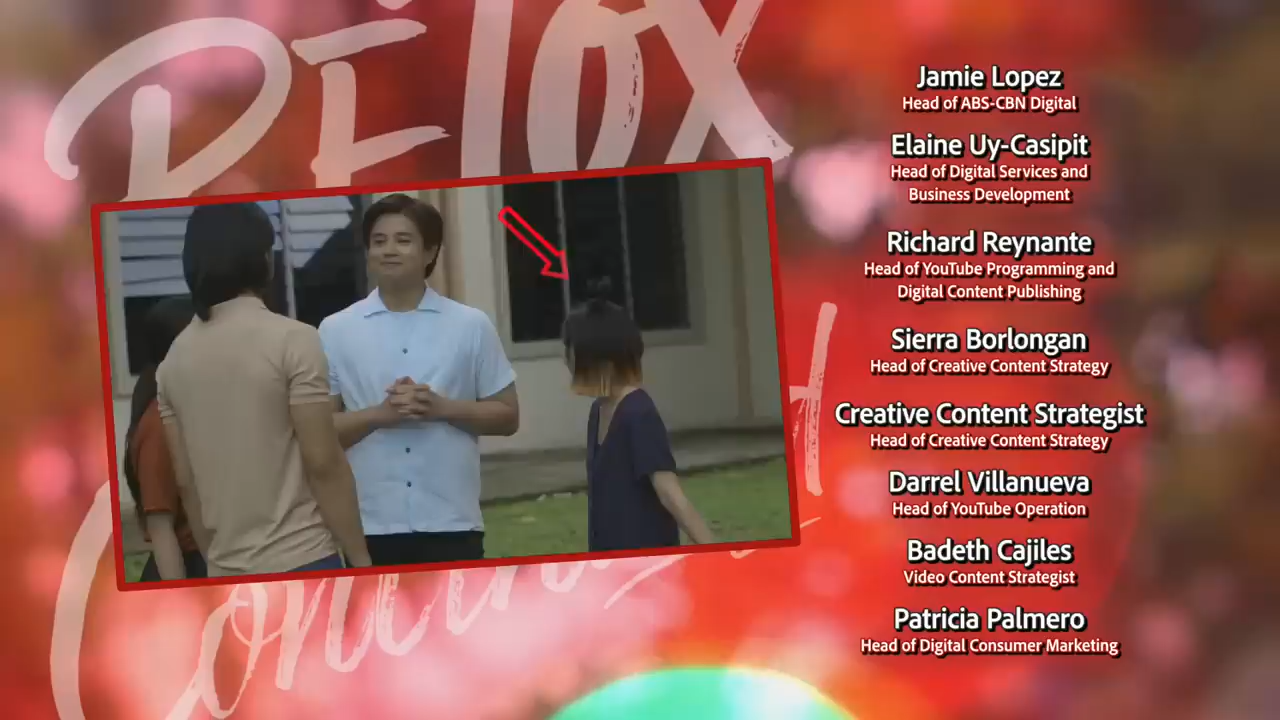 DETOX
Jamie Lopez
Head of ABS-CBN Digital
Elaine Uy-Casipit
Head of Digital Services and
Business Development
Richard Reynante
Head of YouTube Programming and
Digital Content Publishing
Sierra Borlongan
Head of Creative Content Strategy
Creative Content Strategist
Head of Creative Content Strategy
Darrel Villanueva
Head of YouTube Operation
Badeth Cajiles
Video Content Strategist
Patricia Palmero
Head of Digital Consumer Marketing